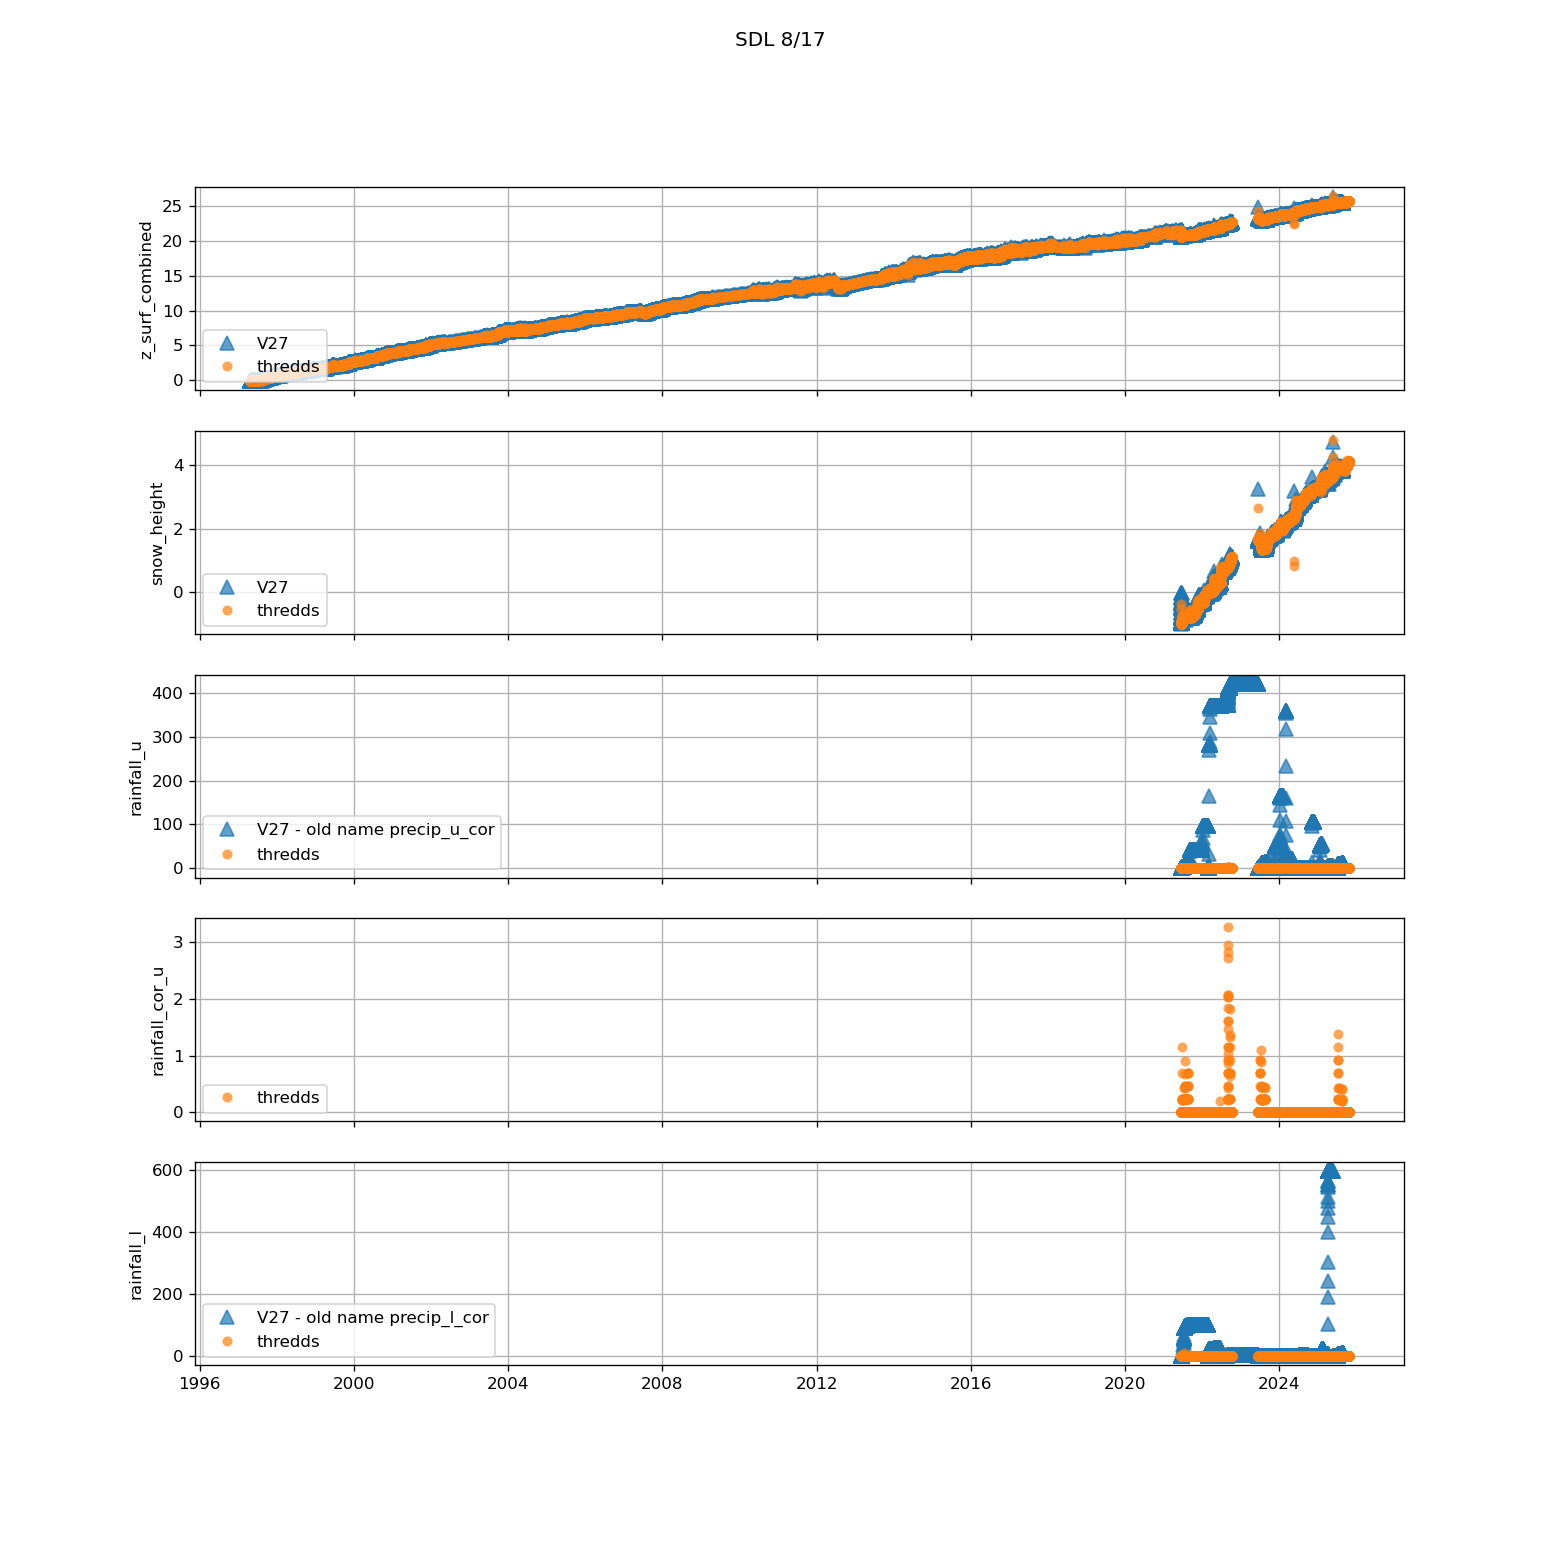 SDL 8/17
z_surf_combined
25
20
15
10
5
0
V27
thredds
snow_height
4
2
0
V27
thredds
rainfall_u
400
300
200
100
0
V27 - old name precip_u_cor
thredds
rainfall_cor_u
3
2
1
0
thredds
rainfall_l
600
400
200
0
V27 - old name precip_l_cor
thredds
1996 2000 2004 2008 2012 2016 2020 2024